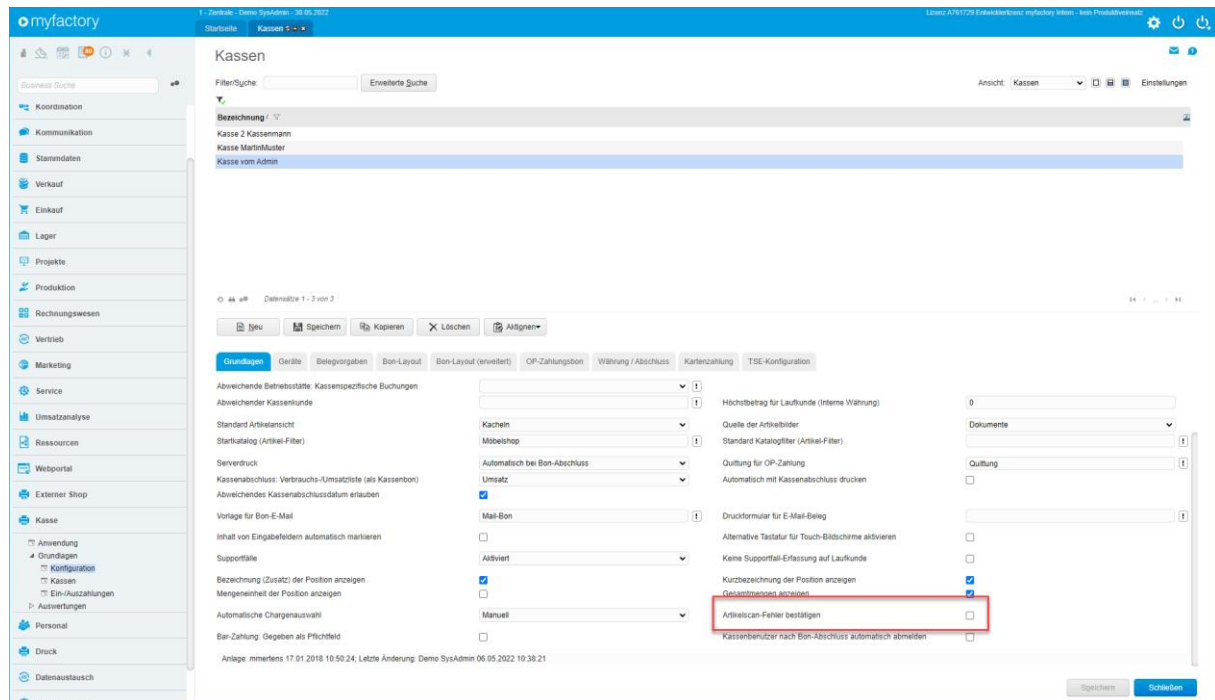 myfactory
1 - Zentrale - Demo SysAdmin - 30.05.2022
Lizenz A761729 Entwicklerlizenz myfactory Intern - kein Produktiveinsatz
Startseite
Kassen
Kassen
Business Suche
Filter/Suche:
Erweiterte Suche
Ansicht: Kassen
Einstellungen
Bezeichnung
Kasse 2 Kassenmann
Kasse MartinMuster
Kasse vom Admin
Koordination
Kommunikation
Stammdaten
Verkauf
Einkauf
Lager
Projekte
Produktion
Rechnungswesen
Vertrieb
Marketing
Service
Umsatzanalyse
Ressourcen
Webportal
Externer Shop
Kasse
Anwendung
Grundlagen
Konfiguration
Kassen
Ein-/Auszahlungen
Auswertungen
Personal
Druck
Datenaustausch
Datensätze 1 - 3 von 3
Neu
Speichern
Kopieren
Löschen
Aktionen
Grundlagen
Geräte
Belegvorgaben
Bon-Layout
Bon-Layout (erweitert)
OP-Zahlungsbon
Währung / Abschluss
Kartenzahlung
TSE-Konfiguration
Abweichende Betriebsstätte: Kassenspezifische Buchungen
Abweichender Kassenkunde
Höchstbetrag für Laufkunde (Interne Währung) 0
Standard Artikelansicht Kacheln
Quelle der Artikelbilder Dokumente
Startkatalog (Artikel-Filter) Möbelshop
Standard Katalogfilter (Artikel-Filter)
Serverdruck Automatisch bei Bon-Abschluss
Quittung für OP-Zahlung Quittung
Kassenabschluss: Verbrauchs-/Umsatzliste (als Kassenbon) Umsatz
Automatisch mit Kassenabschluss drucken
Abweichendes Kassenabschlussdatum erlauben
Vorlage für Bon-E-Mail Mail-Bon
Druckformular für E-Mail-Beleg
Inhalt von Eingabefeldern automatisch markieren
Alternative Tastatur für Touch-Bildschirme aktivieren
Supportfälle Aktiviert
Keine Supportfall-Erfassung auf Laufkunde
Bezeichnung (Zusatz) der Position anzeigen
Kurzbezeichnung der Position anzeigen
Mengeneinheit der Position anzeigen
Gesamtmengen anzeigen
Automatische Chargenauswahl Manuell
Artikelscan-Fehler bestätigen
Bar-Zahlung: Gegeben als Pflichtfeld
Kassenbenutzer nach Bon-Abschluss automatisch abmelden
Anlage: mmertens 17.01.2018 10:50:24; Letzte Änderung: Demo SysAdmin 06.05.2022 10:38:21
Speichern
Schließen